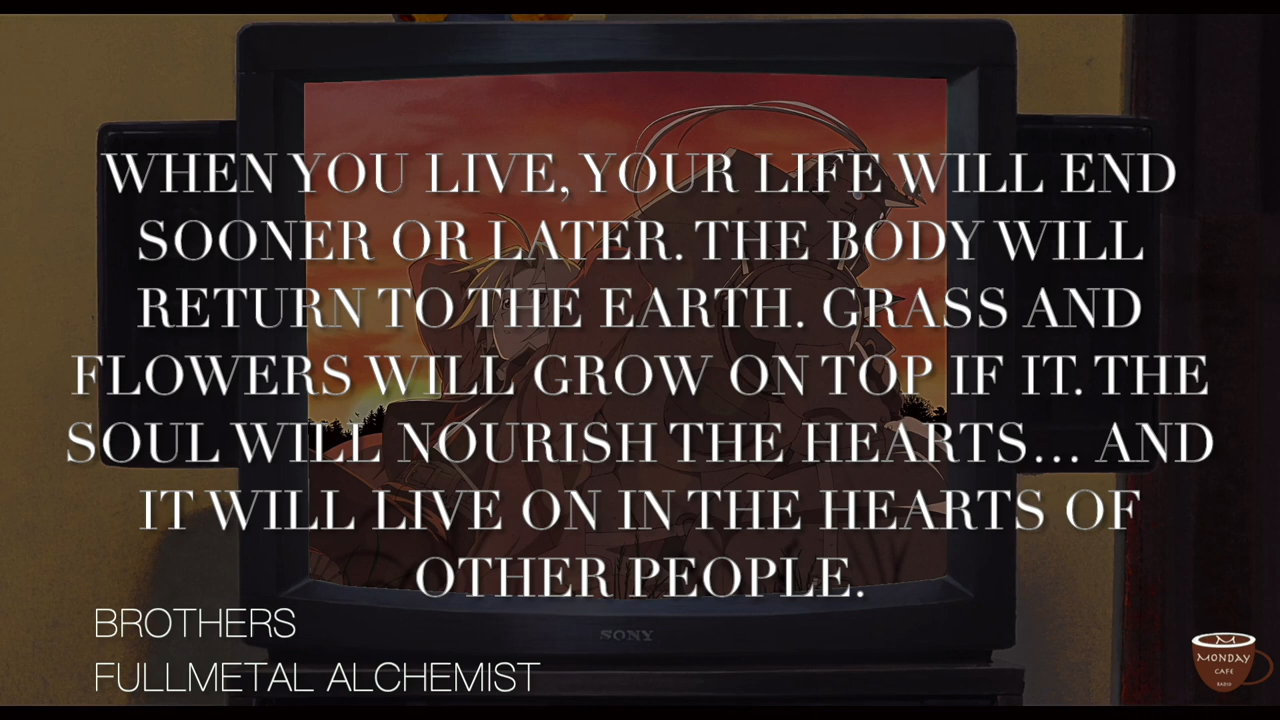 WHEN YOU LIVE, YOUR LIFE WILL END
SOONER OR LATER. THE BODY WILL
RETURN TO THE EARTH. GRASS AND
FLOWERS WILL GROW ON TOP IF IT. THE
SOUL WILL NOURISH THE HEARTS... AND
IT WILL LIVE ON IN THE HEARTS OF
OTHER PEOPLE.
BROTHERS
FULLMETAL ALCHEMIST
SONY
M
MONDAY
CAFE
RADIO